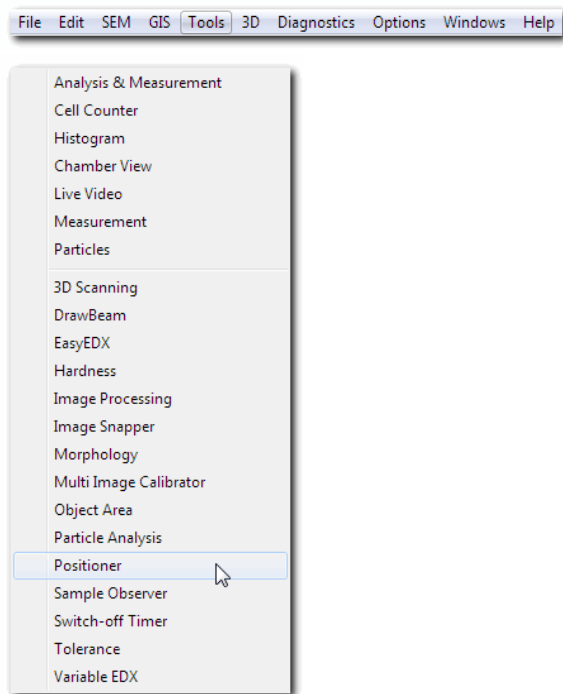 File Edit SEM GIS Tools 3D Diagnostics Options Windows Help
Analysis & Measurement
Cell Counter
Histogram
Chamber View
Live Video
Measurement
Particles
3D Scanning
DrawBeam
EasyEDX
Hardness
Image Processing
Image Snapper
Morphology
Multi Image Calibrator
Object Area
Particle Analysis
Positioner
Sample Observer
Switch-off Timer
Tolerance
Variable EDX